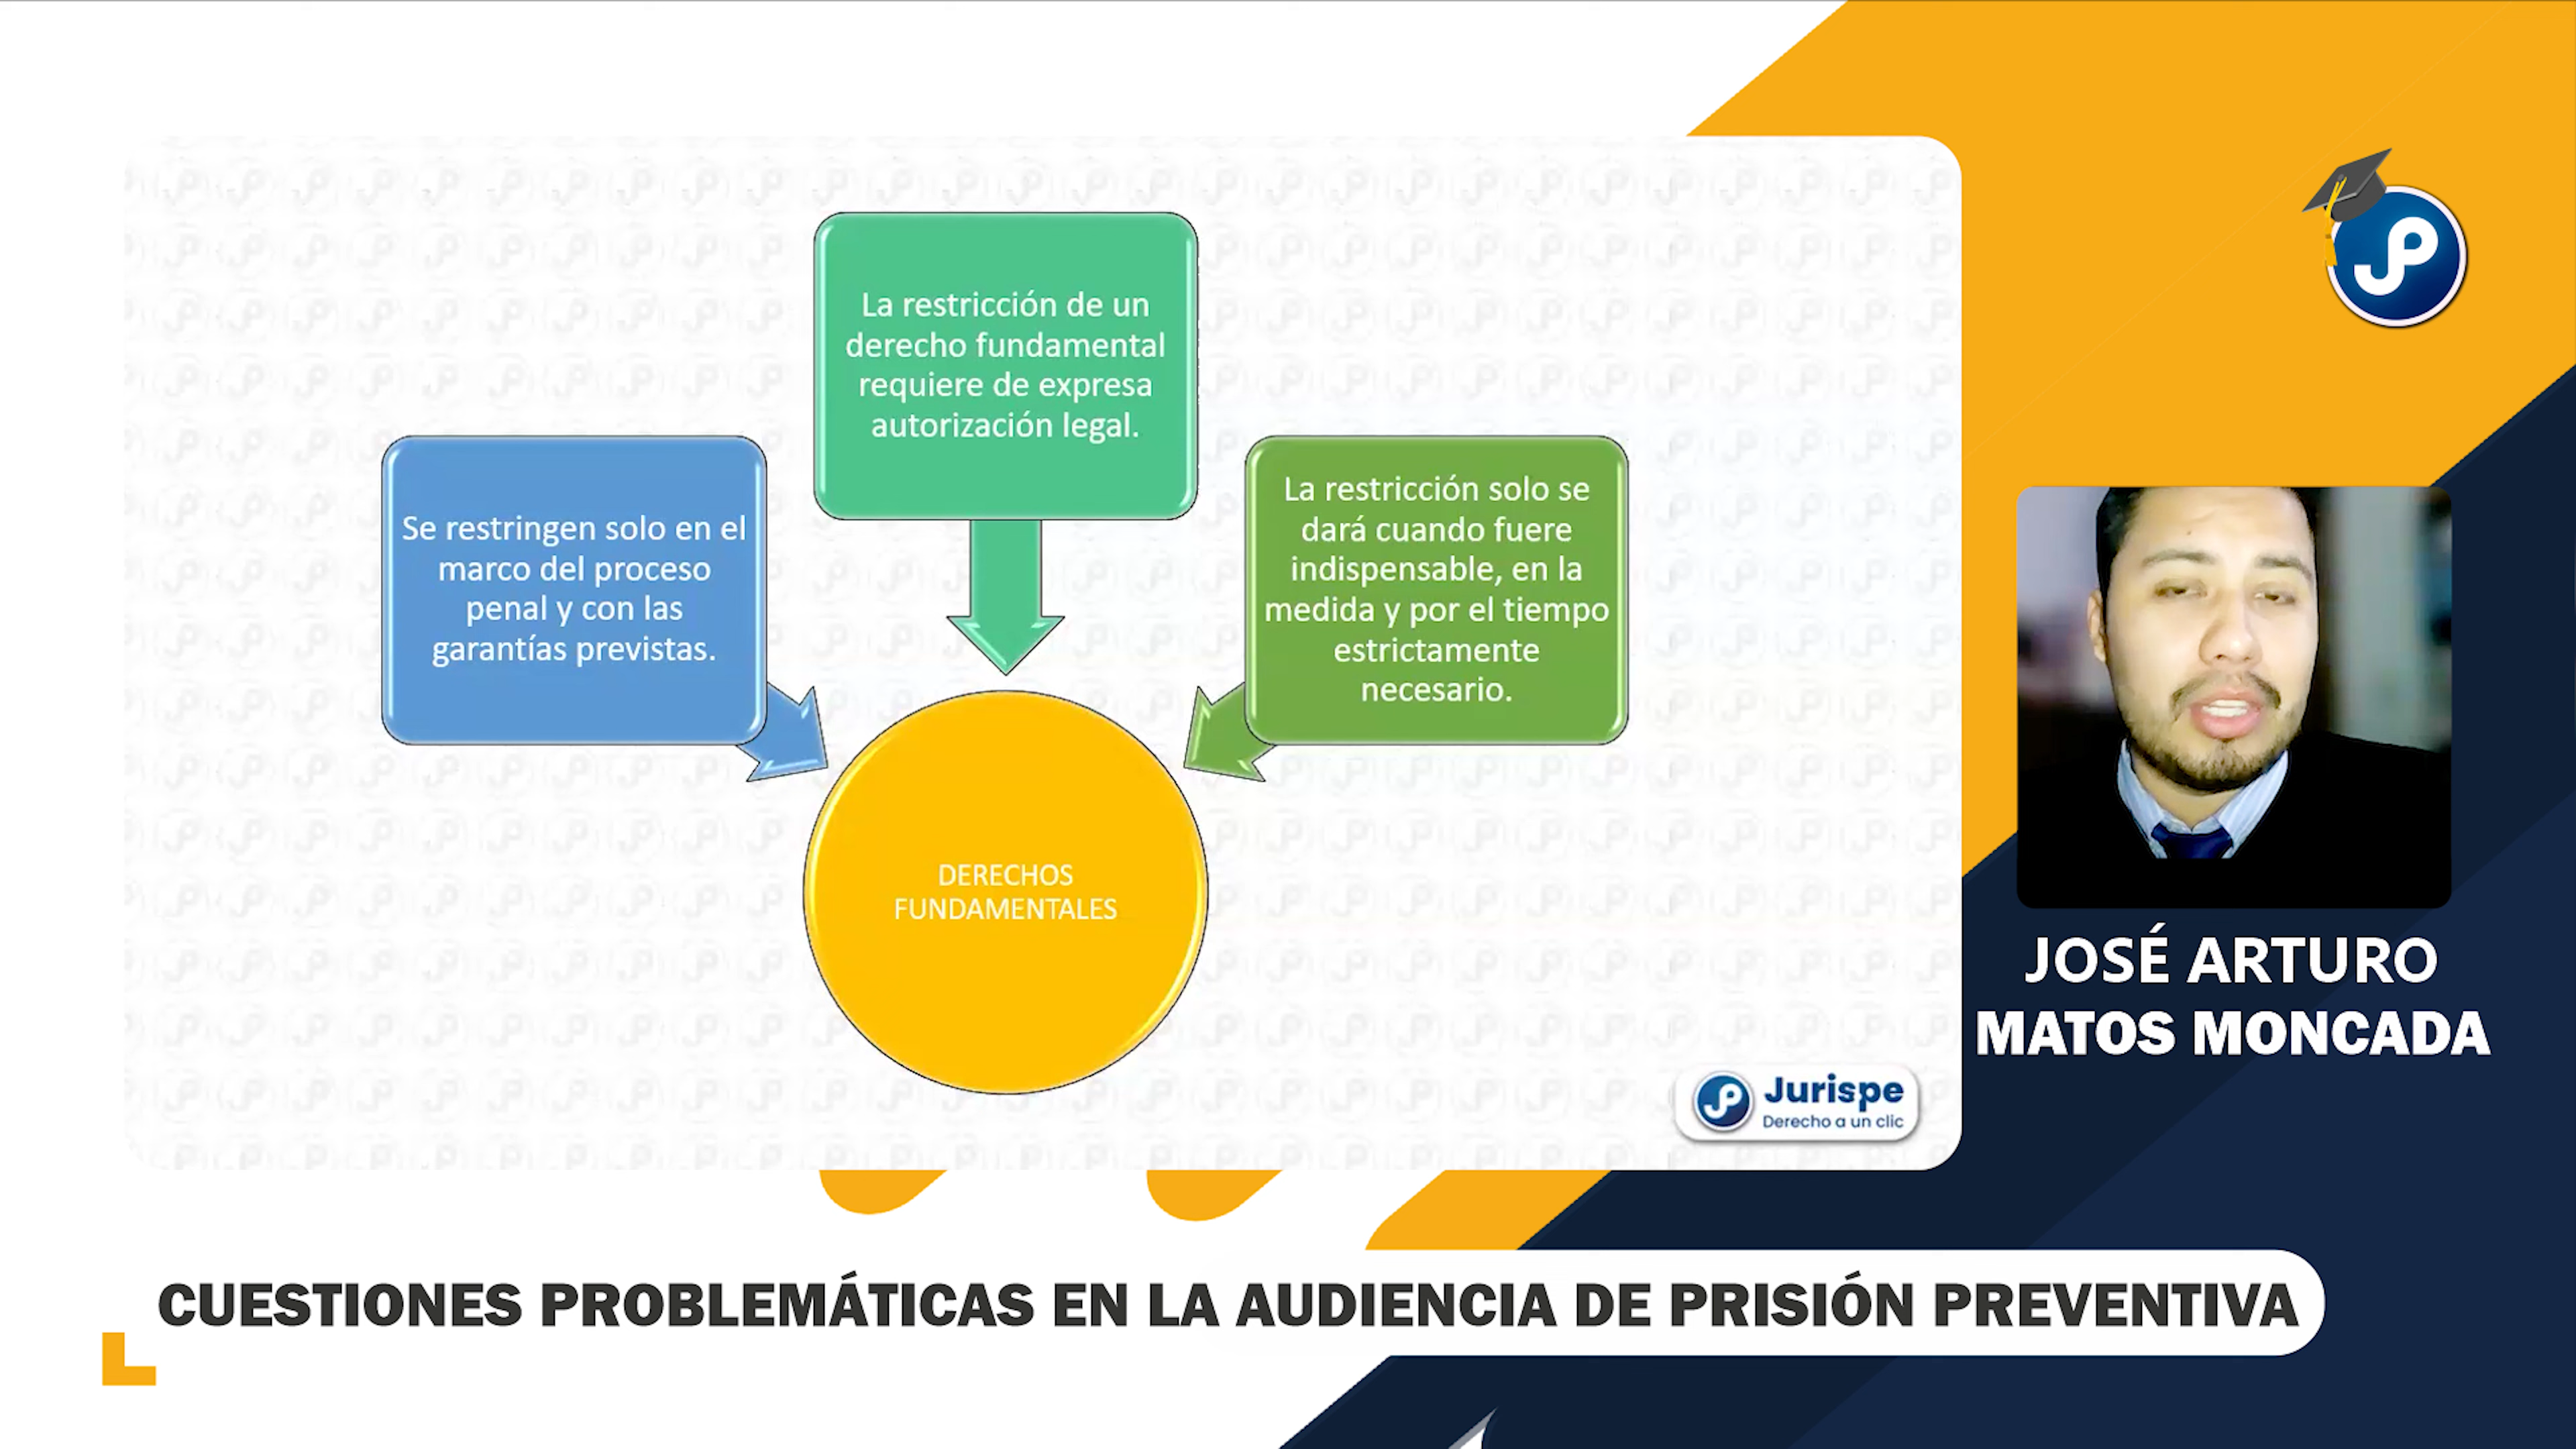 La restricción de un
derecho fundamental
requiere de expresa
autorización legal.
Se restringen solo en el
marco del proceso
penal y con las
garantías previstas.
La restricción solo se
dará cuando fuere
indispensable, en la
medida y por el tiempo
estrictamente
necesario.
DERECHOS
FUNDAMENTALES
JP
JOSÉ ARTURO
MATOS MONCADA
JP Jurispe
Derecho a un clic
CUESTIONES PROBLEMÁTICAS EN LA AUDIENCIA DE PRISIÓN PREVENTIVA